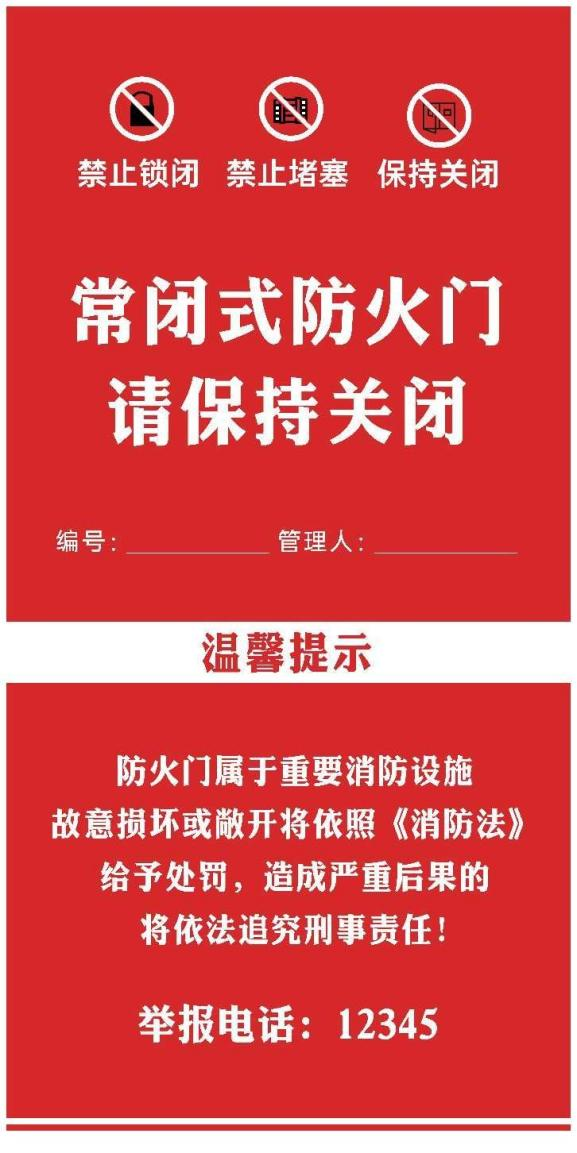 禁止锁闭 禁止堵塞 保持关闭
常闭式防火门
请保持关闭
编号：__________ 管理人：__________
温馨提示
防火门属于重要消防设施
故意损坏或敞开将依照《消防法》
给予处罚，造成严重后果的
将依法追究刑事责任！
举报电话：12345